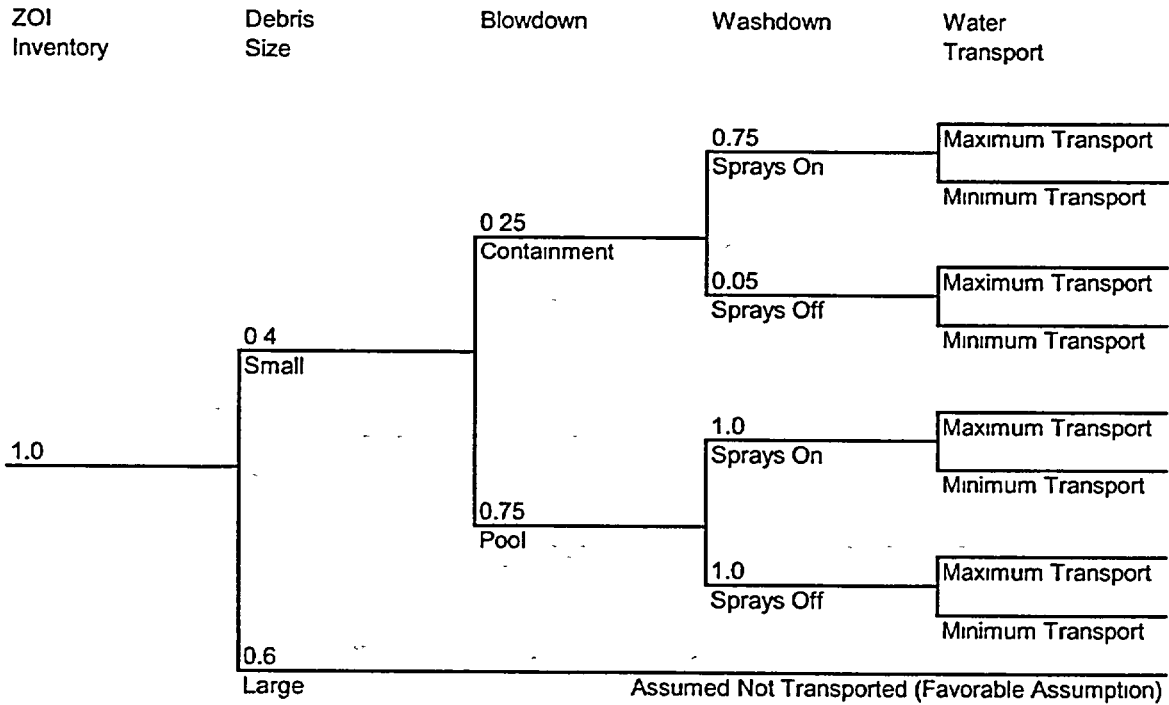 ZOI
Inventory
Debris
Size
Blowdown
Washdown
Water
Transport
0.75
Sprays On
Maximum Transport
Minimum Transport
0 25
Containment
0.05
Sprays Off
Maximum Transport
Minimum Transport
0 4
Small
1.0
1.0
Sprays On
Maximum Transport
Minimum Transport
0.75
Pool
1.0
Sprays Off
Maximum Transport
Minimum Transport
0.6
Large
Assumed Not Transported (Favorable Assumption)